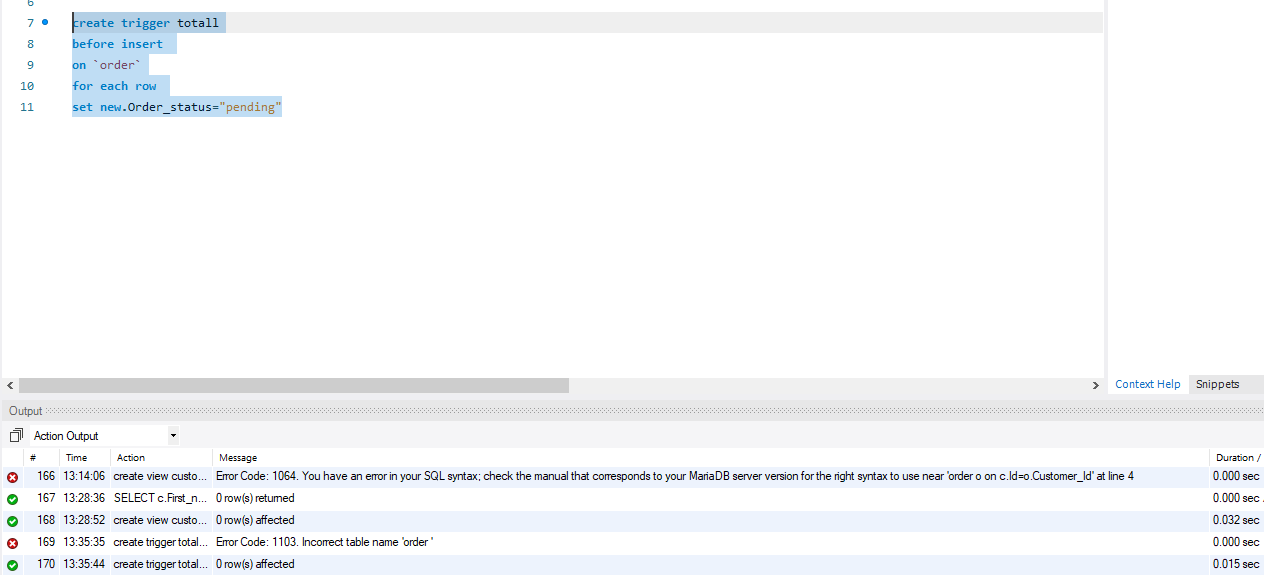 6
7 create trigger totall
8 before insert
9 on `order`
10 for each row
11 set new.Order_status="pending"
Context Help Snippets
Output
Action Output
# Time Action Message Duration /
166 13:14:06 create view custo... Error Code: 1064. You have an error in your SQL syntax; check the manual that corresponds to your MariaDB server version for the right syntax to use near 'order o on c.Id=o.Customer_Id' at line 4 0.000 sec
167 13:28:36 SELECT c.First_n... 0 row(s) returned 0.000 sec
168 13:28:52 create view custo... 0 row(s) affected 0.032 sec
169 13:35:35 create trigger total... Error Code: 1103. Incorrect table name 'order ' 0.000 sec
170 13:35:44 create trigger total... 0 row(s) affected 0.015 sec